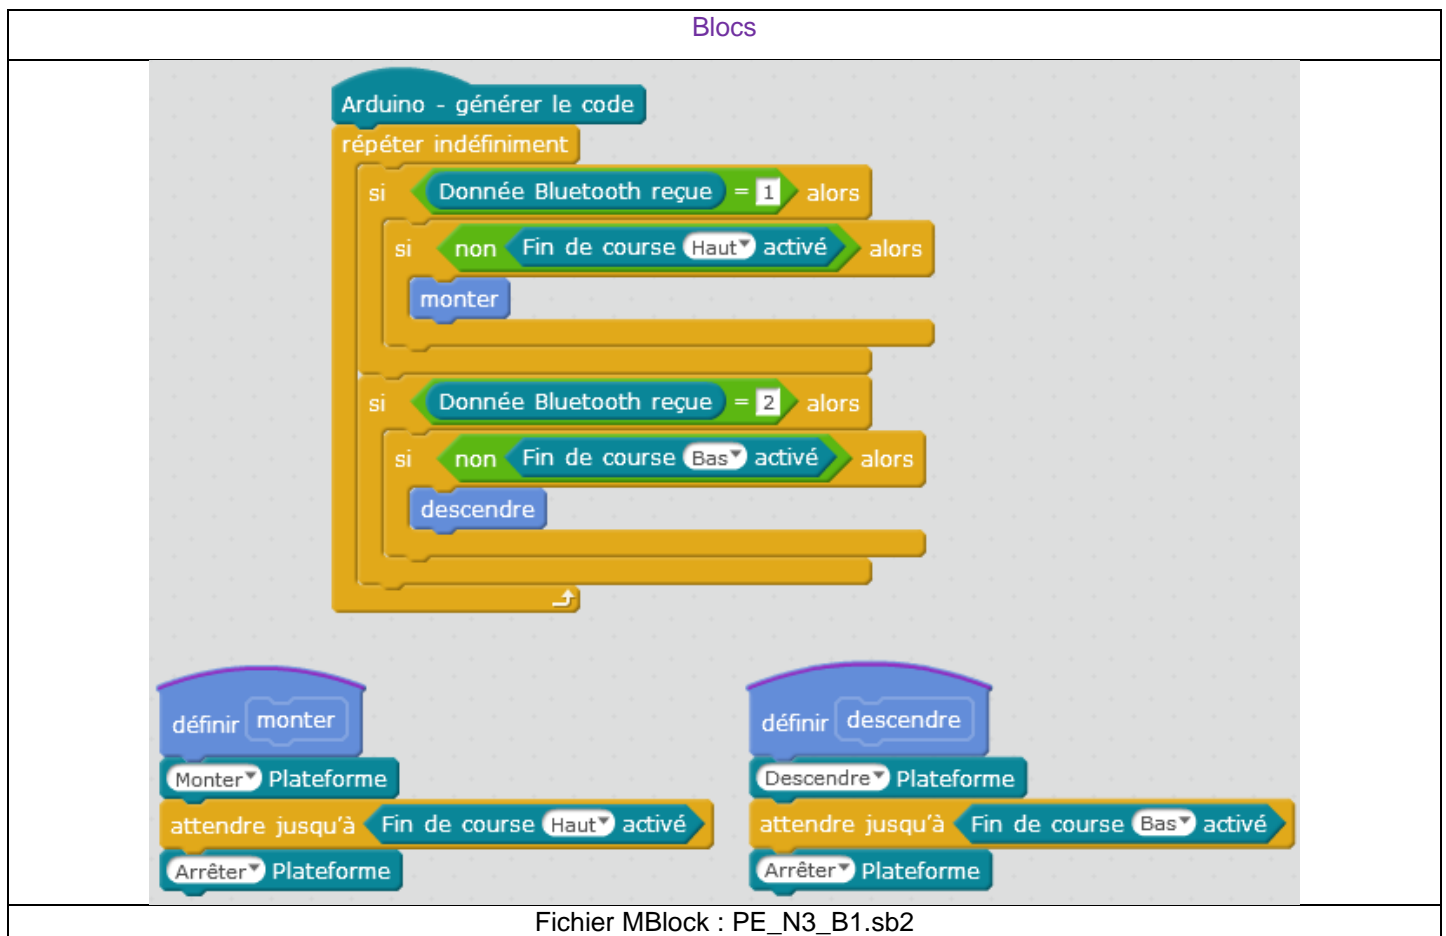 Blocs
Arduino - générer le code
répéter indéfiniment
si Donnée Bluetooth reçue = 1 alors
si non Fin de course Haut activé alors
monter
si Donnée Bluetooth reçue = 2 alors
si non Fin de course Bas activé alors
descendre
définir monter
Monter Plateforme
attendre jusqu'à Fin de course Haut activé
Arrêter Plateforme
définir descendre
Descendre Plateforme
attendre jusqu'à Fin de course Bas activé
Arrêter Plateforme
Fichier MBlock : PE_N3_B1.sb2